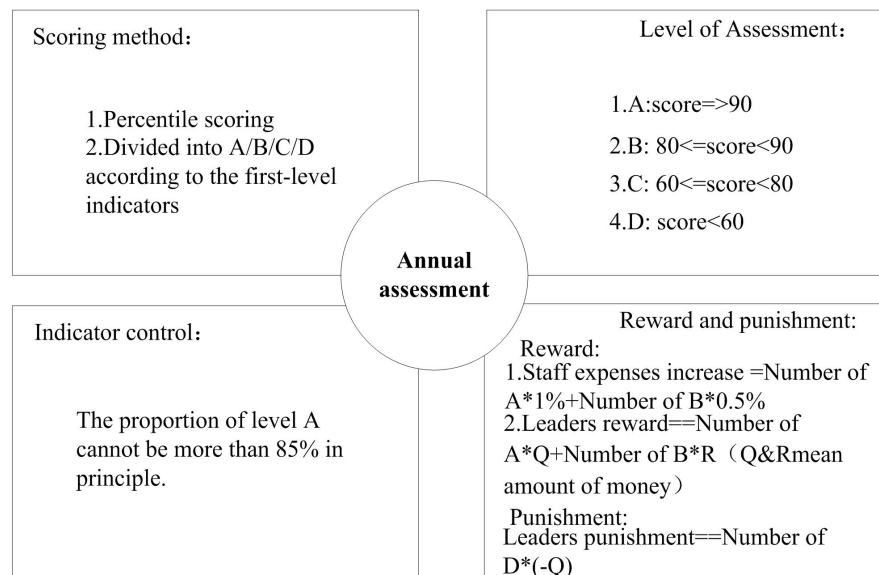 Scoring method：
1.Percentile scoring
2.Divided into A/B/C/D
according to the first-level
indicators
Level of Assessment：
1.A:score=>90
2.B: 80<=score<90
3.C: 60<=score<80
4.D: score<60
Annual
assessment
Indicator control：
The proportion of level A
cannot be more than 85% in
principle.
Reward and punishment:
Reward:
1.Staff expenses increase =Number of
A*1%+Number of B*0.5%
2.Leaders reward==Number of
A*Q+Number of B*R（Q&Rmean
amount of money）
Punishment:
Leaders punishment==Number of
D*(-Q)